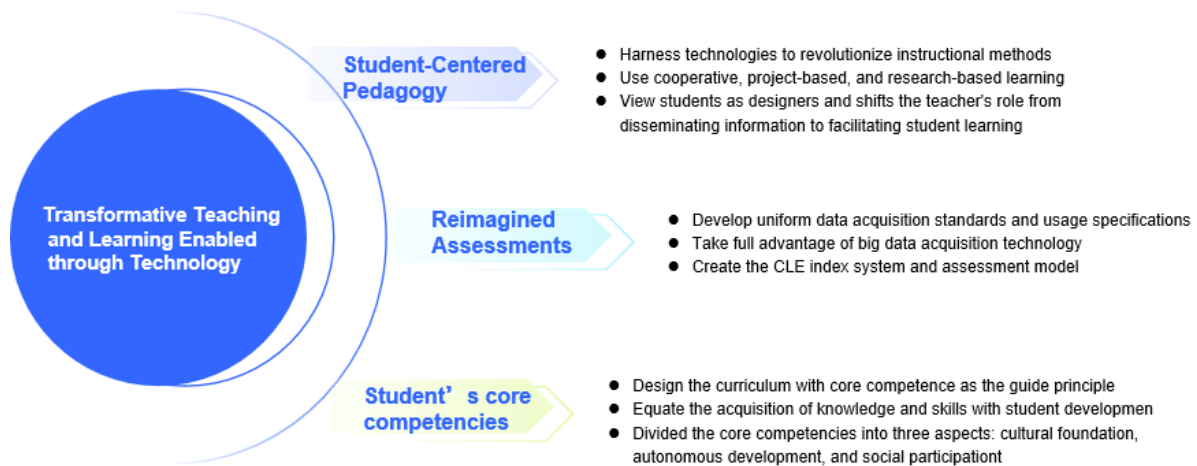 Transformative Teaching
and Learning Enabled
through Technology
Student-Centered
Pedagogy
● Harness technologies to revolutionize instructional methods
● Use cooperative, project-based, and research-based learning
● View students as designers and shifts the teacher's role from
disseminating information to facilitating student learning
Reimagined
Assessments
● Develop uniform data acquisition standards and usage specifications
● Take full advantage of big data acquisition technology
● Create the CLE index system and assessment model
Student’s core
competencies
● Design the curriculum with core competence as the guide principle
● Equate the acquisition of knowledge and skills with student developmen
● Divided the core competencies into three aspects: cultural foundation,
autonomous development, and social participationt